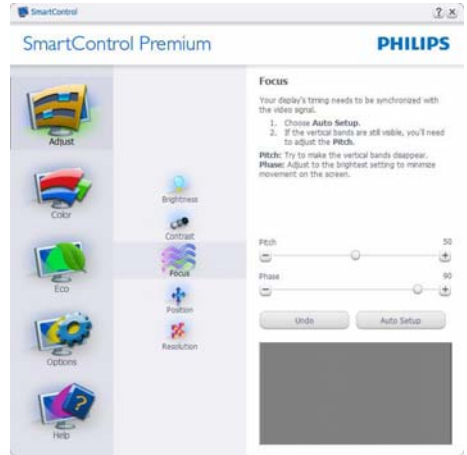 SmartControl
? x
SmartControl Premium
PHILIPS
Adjust
Color
Eco
Options
Help
Brightness
Contrast
Focus
Position
Resolution
Focus
Your display's timing needs to be synchronized with
the video signal.
1. Choose Auto Setup.
2. If the vertical bands are still visible, you'll need
to adjust the Pitch.
Pitch: Try to make the vertical bands disappear.
Phase: Adjust to the brightest setting to minimize
movement on the screen.
Pitch 50
Phase 90
Undo Auto Setup